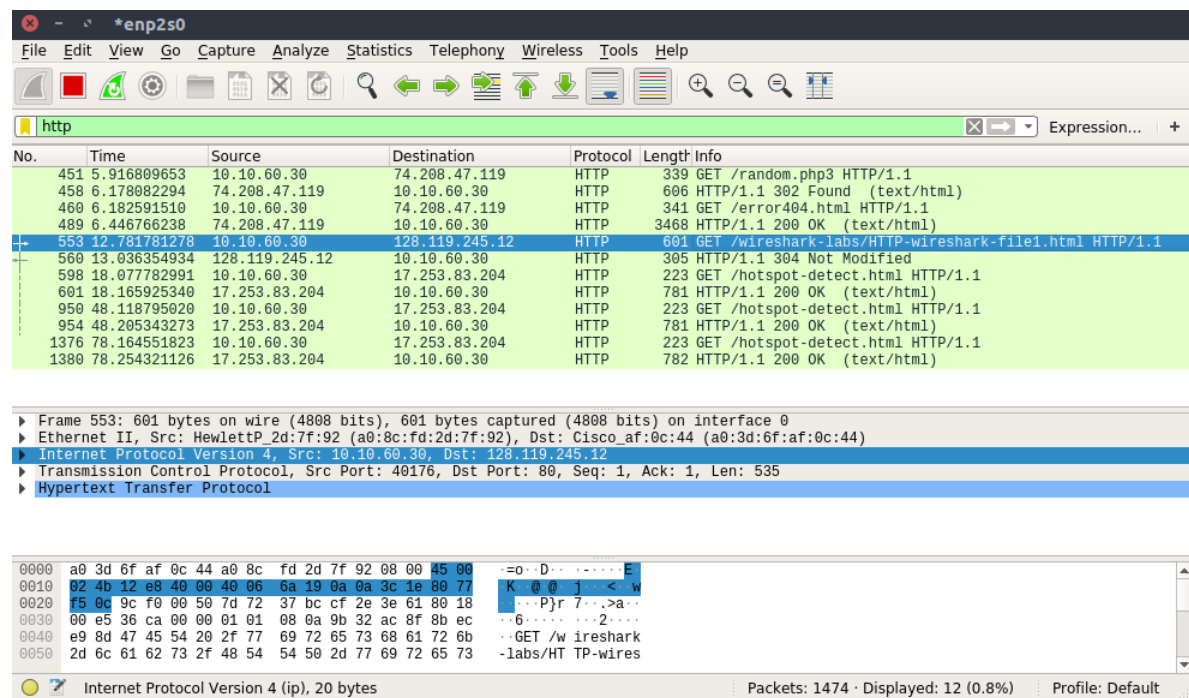 *enp2s0
File Edit View Go Capture Analyze Statistics Telephony Wireless Tools Help
http Expression... +
No. Time Source Destination Protocol Length Info
451 5.916809653 10.10.60.30 74.208.47.119 HTTP 339 GET /random.php3 HTTP/1.1
458 6.178082294 74.208.47.119 10.10.60.30 HTTP 606 HTTP/1.1 302 Found (text/html)
460 6.182591510 10.10.60.30 74.208.47.119 HTTP 341 GET /error404.html HTTP/1.1
489 6.446766238 74.208.47.119 10.10.60.30 HTTP 3468 HTTP/1.1 200 OK (text/html)
553 12.781781278 10.10.60.30 128.119.245.12 HTTP 601 GET /wireshark-labs/HTTP-wireshark-file1.html HTTP/1.1
560 13.036354934 128.119.245.12 10.10.60.30 HTTP 305 HTTP/1.1 304 Not Modified
598 18.077782991 10.10.60.30 17.253.83.204 HTTP 223 GET /hotspot-detect.html HTTP/1.1
601 18.165925340 17.253.83.204 10.10.60.30 HTTP 781 HTTP/1.1 200 OK (text/html)
950 48.118795020 10.10.60.30 17.253.83.204 HTTP 223 GET /hotspot-detect.html HTTP/1.1
954 48.205343273 17.253.83.204 10.10.60.30 HTTP 781 HTTP/1.1 200 OK (text/html)
1376 78.164551823 10.10.60.30 17.253.83.204 HTTP 223 GET /hotspot-detect.html HTTP/1.1
1380 78.254321126 17.253.83.204 10.10.60.30 HTTP 782 HTTP/1.1 200 OK (text/html)
Frame 553: 601 bytes on wire (4808 bits), 601 bytes captured (4808 bits) on interface 0
Ethernet II, Src: HewlettP_2d:7f:92 (a0:8c:fd:2d:7f:92), Dst: Cisco_af:0c:44 (a0:3d:6f:af:0c:44)
Internet Protocol Version 4, Src: 10.10.60.30, Dst: 128.119.245.12
Transmission Control Protocol, Src Port: 40176, Dst Port: 80, Seq: 1, Ack: 1, Len: 535
Hypertext Transfer Protocol
0000 a0 3d 6f af 0c 44 a0 8c fd 2d 7f 92 08 00 45 00 ·=o··D·· ·-····E·
0010 02 4b 12 e8 40 00 40 06 6a 19 0a 0a 3c 1e 80 77 ·K··@·@· j···<··w
0020 f5 0c 9c f0 00 50 7d 72 37 bc cf 2e 3e 61 80 18 ·····P}r 7··.>a··
0030 00 e5 36 ca 00 00 01 01 08 0a 9b 32 ac 8f 8b ec ··6····· ···2····
0040 e9 8d 47 45 54 20 2f 77 69 72 65 73 68 61 72 6b ··GET /w ireshark
0050 2d 6c 61 62 73 2f 48 54 54 50 2d 77 69 72 65 73 -labs/HT TP-wires
Internet Protocol Version 4 (ip), 20 bytes Packets: 1474 · Displayed: 12 (0.8%) Profile: Default